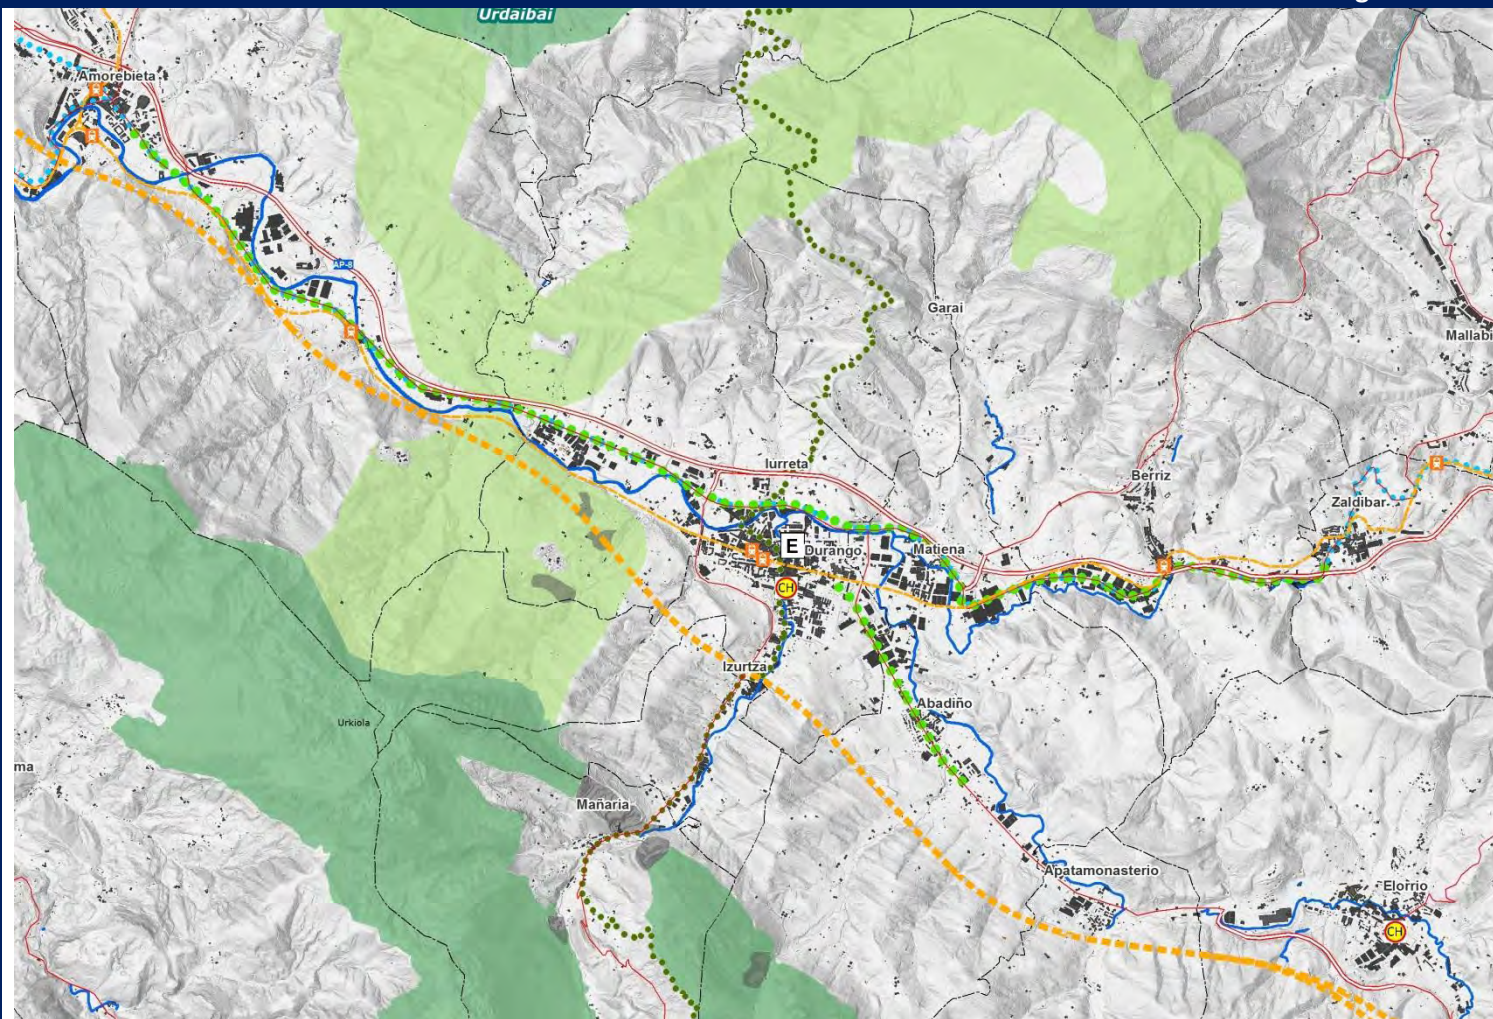 Urdaibai
Amorebieta
AP-8
Garai
Mallabi
Iurreta
Berriz
Zaldibar
E
Durango
Matiena
CH
Izurtza
Abadiño
Urkiola
ma
Mañaria
Apatamonasterio
Elorrio
CH